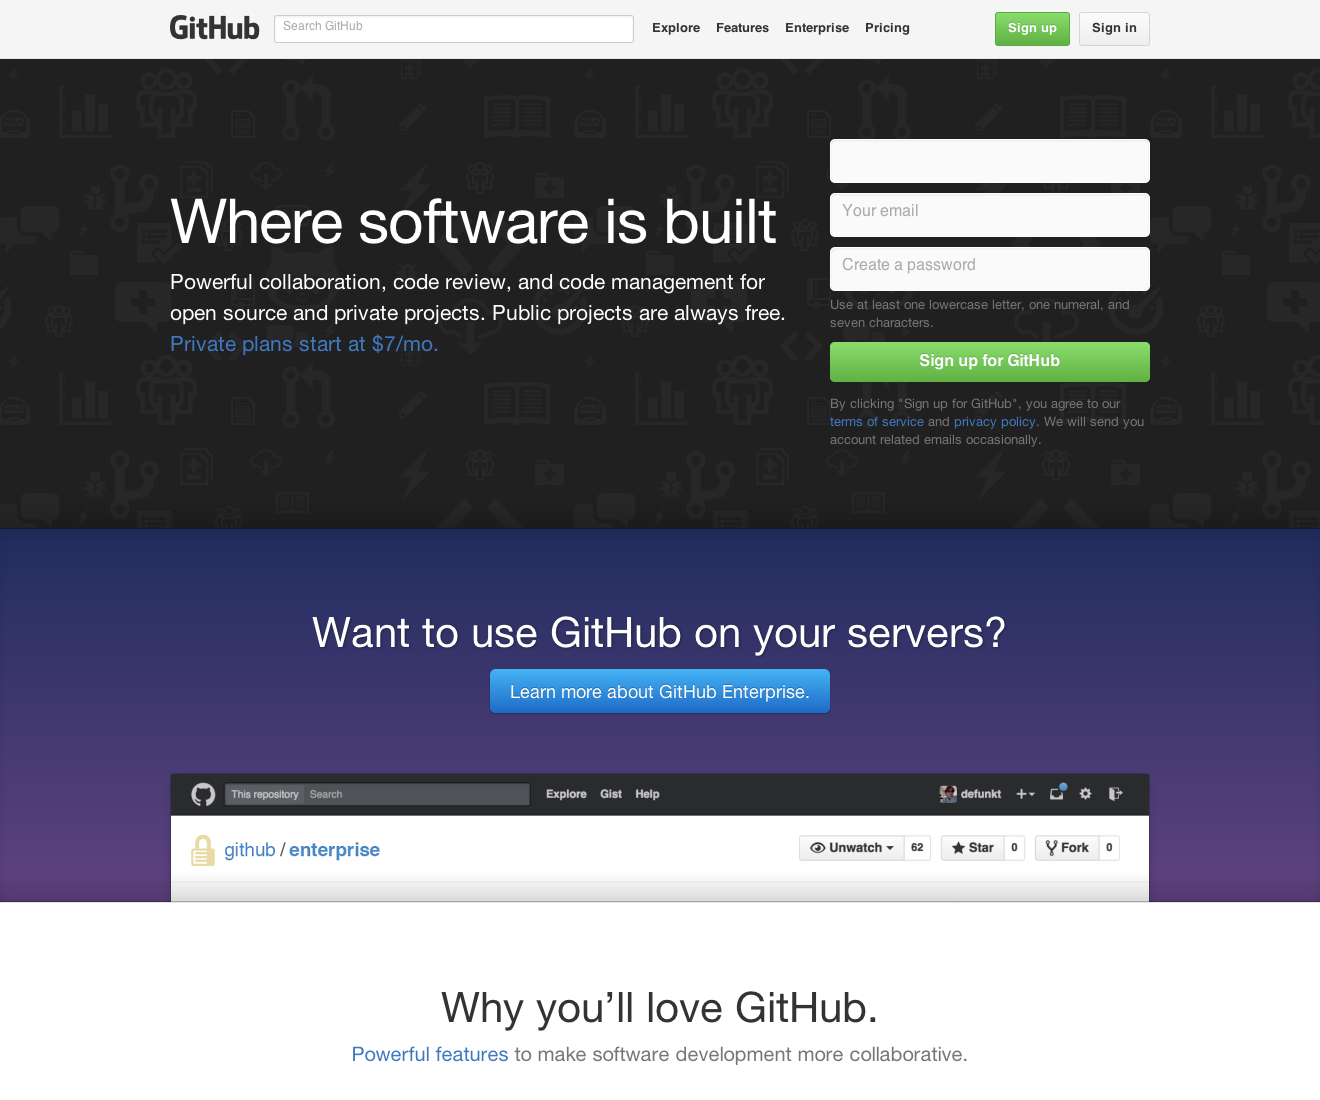 GitHub Search GitHub Explore Features Enterprise Pricing Sign up Sign in
Where software is built
Powerful collaboration, code review, and code management for
open source and private projects. Public projects are always free.
Private plans start at $7/mo.
Your email
Create a password
Use at least one lowercase letter, one numeral, and
seven characters.
Sign up for GitHub
By clicking "Sign up for GitHub", you agree to our
terms of service and privacy policy. We will send you
account related emails occasionally.
Want to use GitHub on your servers?
Learn more about GitHub Enterprise.
This repository Search Explore Gist Help defunkt
github / enterprise Unwatch 62 Star 0 Fork 0
Why you’ll love GitHub.
Powerful features to make software development more collaborative.